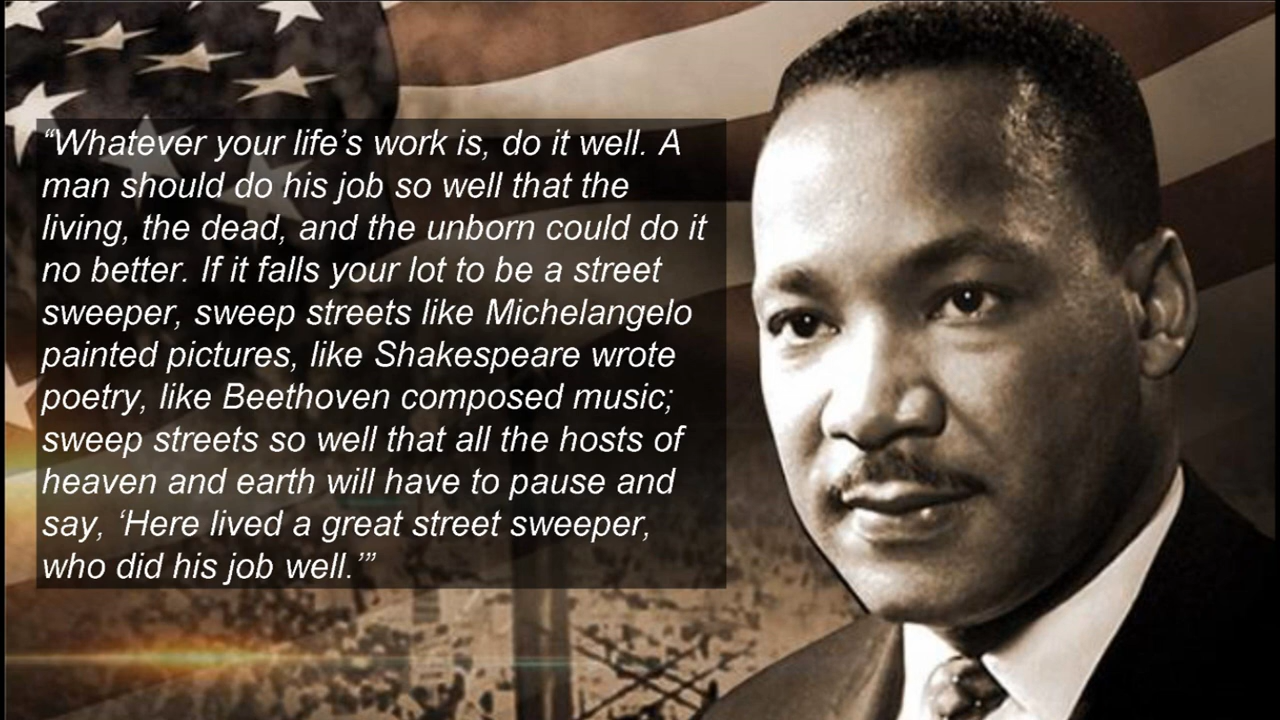 “Whatever your life’s work is, do it well. A
man should do his job so well that the
living, the dead, and the unborn could do it
no better. If it falls your lot to be a street
sweeper, sweep streets like Michelangelo
painted pictures, like Shakespeare wrote
poetry, like Beethoven composed music;
sweep streets so well that all the hosts of
heaven and earth will have to pause and
say, ‘Here lived a great street sweeper,
who did his job well.’”